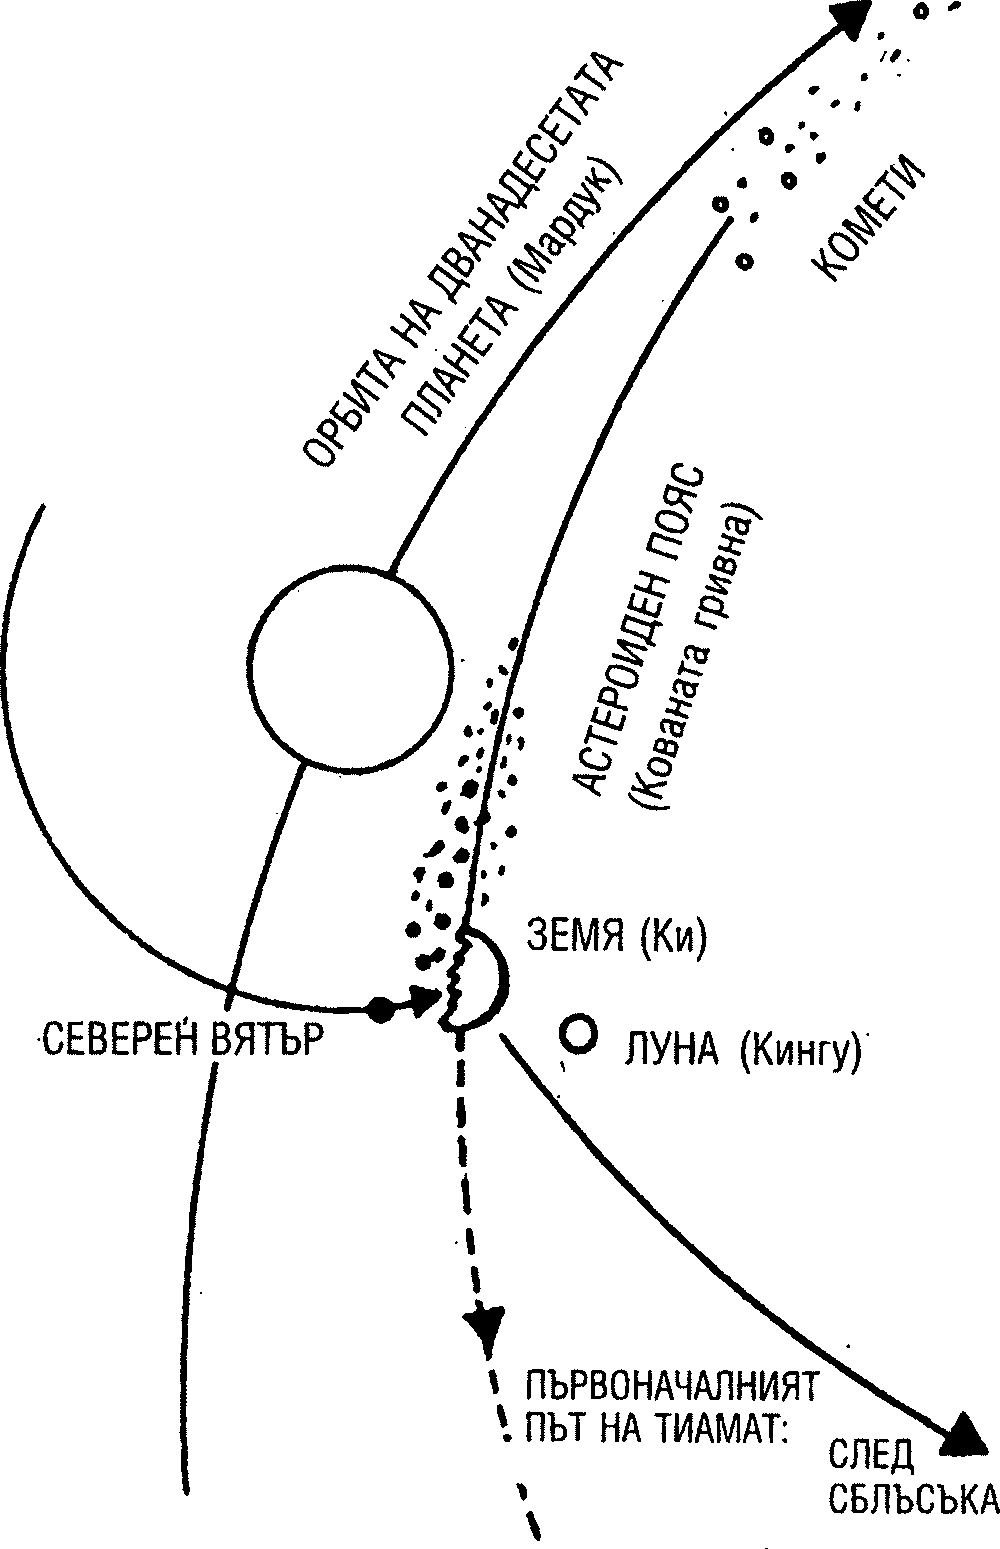 ОРБИТА НА ДВАНАДЕСЕТАТА
ПЛАНЕТА (Мардук)
КОМЕТИ
АСТЕРОИДЕН ПОЯС
(Кованата гривна)
ЗЕМЯ (Ки)
СЕВЕРЕН ВЯТЪР
ЛУНА (Кингу)
ПЪРВОНАЧАЛНИЯТ
ПЪТ НА ТИАМАТ:
СЛЕД
СБЛЪСЪКА